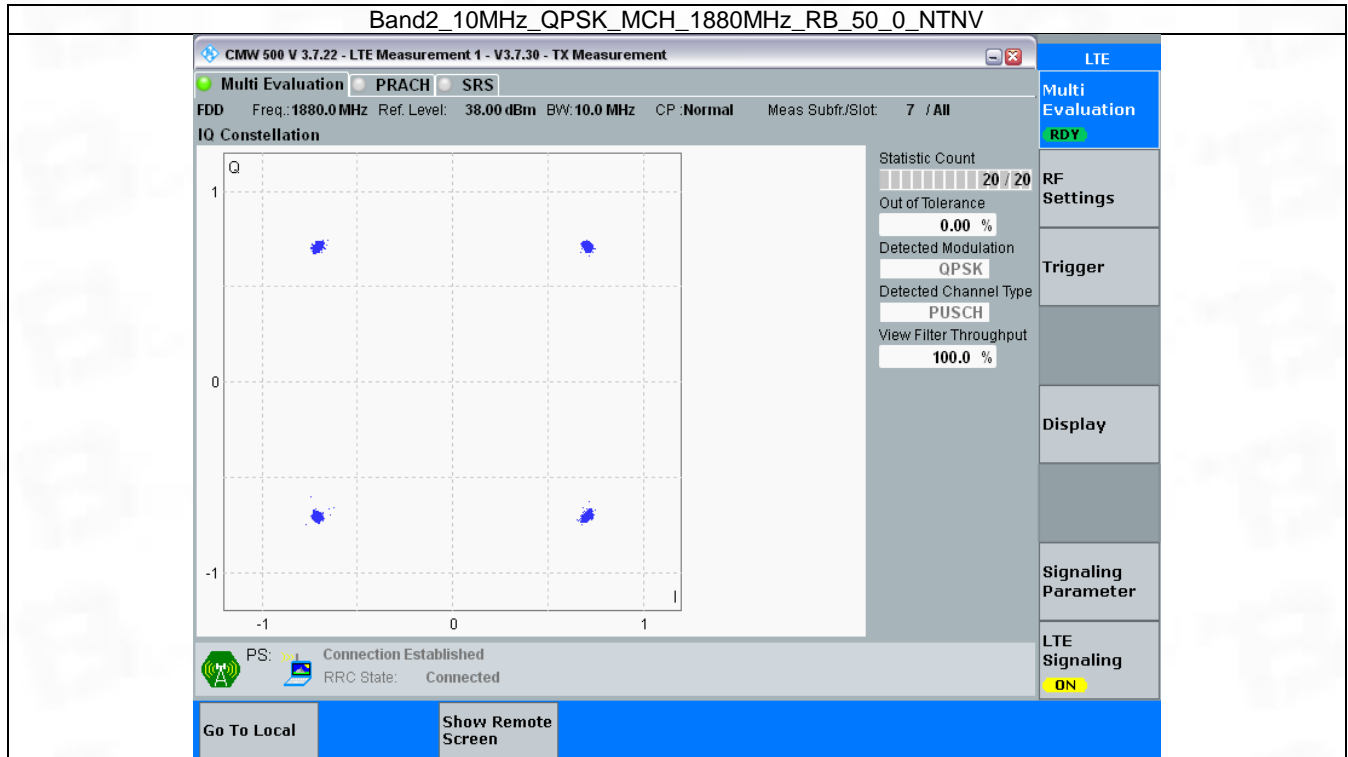 Band2_10MHz_QPSK_MCH_1880MHz_RB_50_0_NTNV
CMW 500 V 3.7.22 - LTE Measurement 1 - V3.7.30 - TX Measurement
LTE
Multi Evaluation PRACH SRS
Multi
Evaluation
RDY
FDD Freq.:1880.0 MHz Ref. Level: 38.00 dBm BW:10.0 MHz CP :Normal Meas Subfr./Slot: 7 / All
IQ Constellation
Q
1
0
-1
I
-1 0 1
Statistic Count
20 / 20
Out of Tolerance
0.00 %
Detected Modulation
QPSK
Detected Channel Type
PUSCH
View Filter Throughput
100.0 %
RF
Settings
Trigger
Display
Signaling
Parameter
LTE
Signaling
ON
PS: Connection Established
RRC State: Connected
Go To Local
Show Remote
Screen